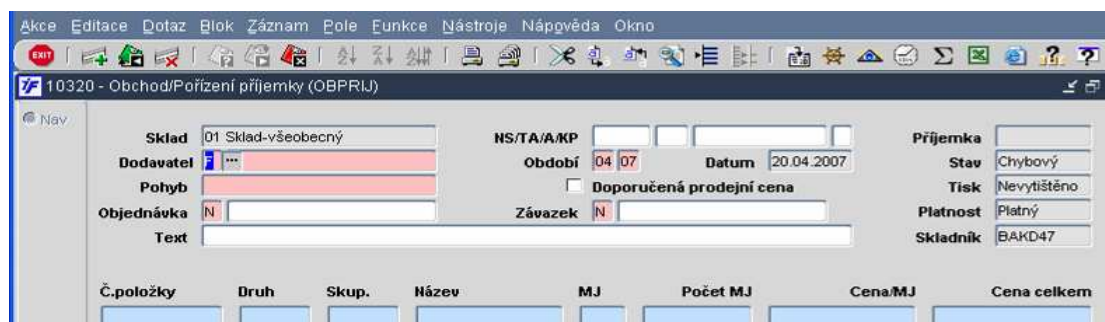 Akce Editace Dotaz Blok Záznam Pole Funkce Nástroje Nápověda Okno
EXIT
10320 - Obchod/Pořízení příjemky (OBPRIJ)
Nav
Sklad 01 Sklad-všeobecný NS/TA/A/KP Příjemka
Dodavatel F ... Období 04 07 Datum 20.04.2007 Stav Chybový
Pohyb Doporučená prodejní cena Tisk Nevytištěno
Objednávka N Závazek N Platnost Platný
Text Skladník BAKD47
Č.položky Druh Skup. Název MJ Počet MJ Cena/MJ Cena celkem